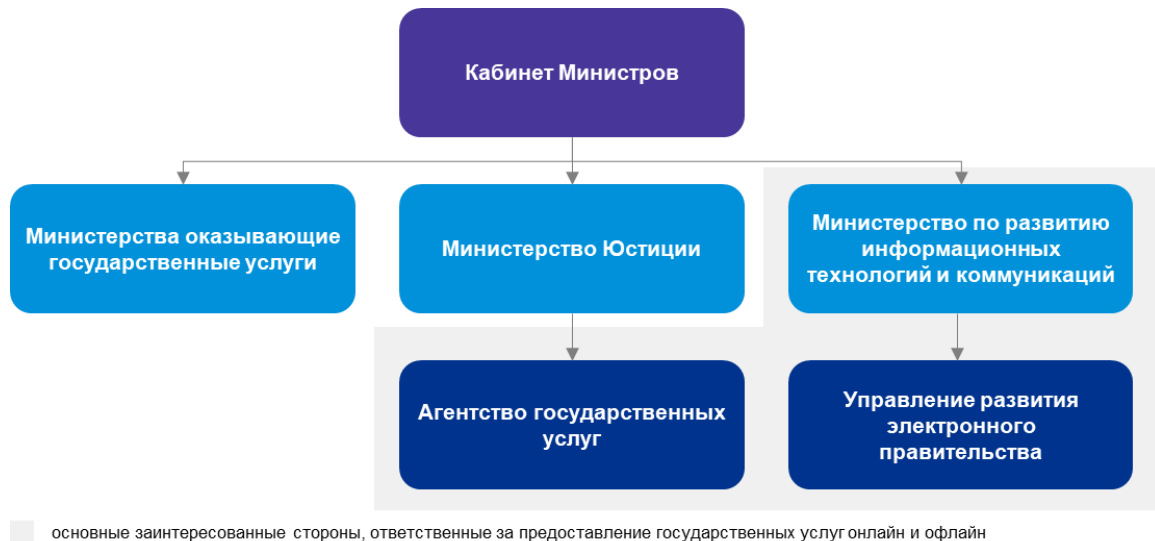 Кабинет Министров
Министерства оказывающие
государственные услуги
Министерство Юстиции
Министерство по развитию
информационных
технологий и коммуникаций
Агентство государственных
услуг
Управление развития
электронного
правительства
основные заинтересованные стороны, ответственные за предоставление государственных услуг онлайн и офлайн